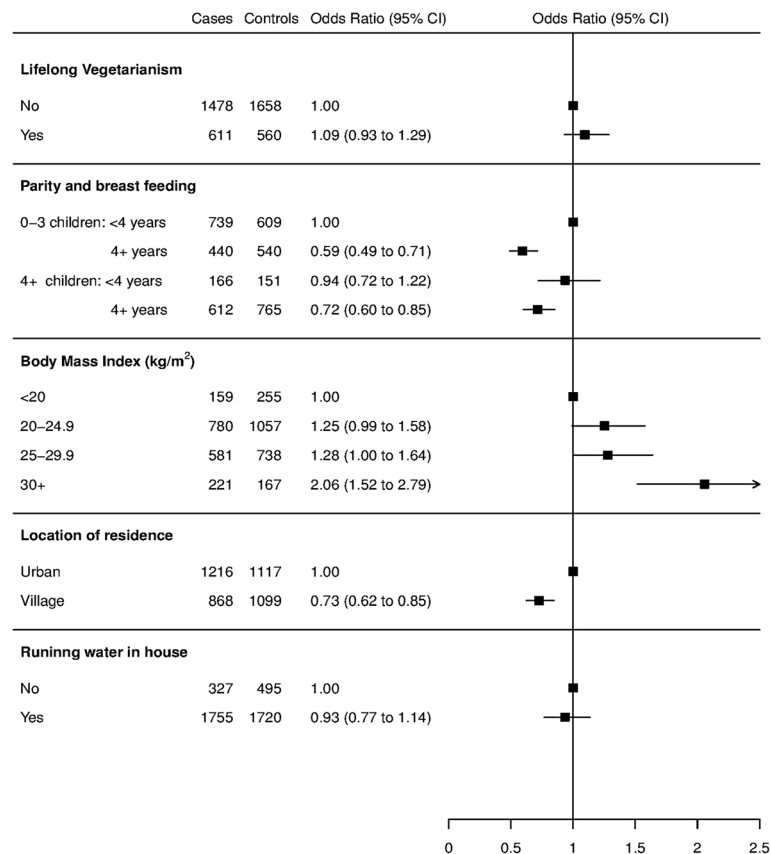 Cases Controls Odds Ratio (95% CI) Odds Ratio (95% CI)
Lifelong Vegetarianism
No 1478 1658 1.00
Yes 611 560 1.09 (0.93 to 1.29)
Parity and breast feeding
0−3 children: <4 years 739 609 1.00
4+ years 440 540 0.59 (0.49 to 0.71)
4+ children: <4 years 166 151 0.94 (0.72 to 1.22)
4+ years 612 765 0.72 (0.60 to 0.85)
Body Mass Index (kg/m²)
<20 159 255 1.00
20−24.9 780 1057 1.25 (0.99 to 1.58)
25−29.9 581 738 1.28 (1.00 to 1.64)
30+ 221 167 2.06 (1.52 to 2.79)
Location of residence
Urban 1216 1117 1.00
Village 868 1099 0.73 (0.62 to 0.85)
Runinng water in house
No 327 495 1.00
Yes 1755 1720 0.93 (0.77 to 1.14)
0 0.5 1 1.5 2 2.5